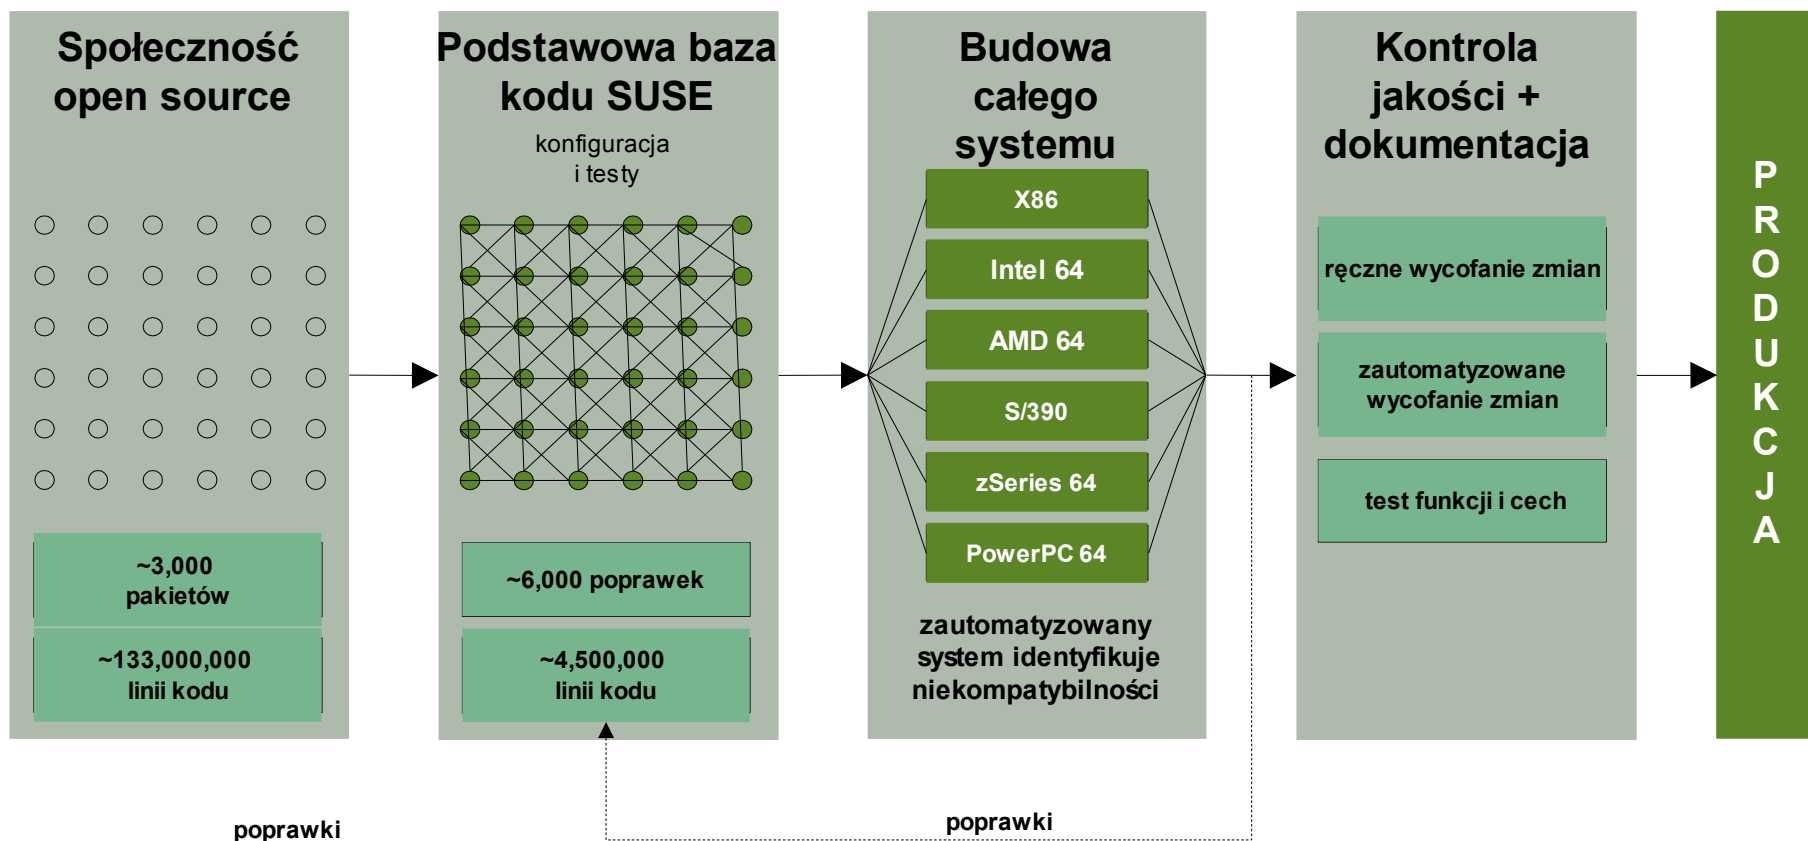 Społeczność
open source
~3,000
pakietów
~133,000,000
linii kodu
Podstawowa baza
kodu SUSE
konfiguracja
i testy
~6,000 poprawek
~4,500,000
linii kodu
Budowa
całego
systemu
X86
Intel 64
AMD 64
S/390
zSeries 64
PowerPC 64
zautomatyzowany
system identyfikuje
niekompatybilności
Kontrola
jakości +
dokumentacja
ręczne wycofanie zmian
zautomatyzowane
wycofanie zmian
test funkcji i cech
P
R
O
D
U
K
C
J
A
poprawki
poprawki